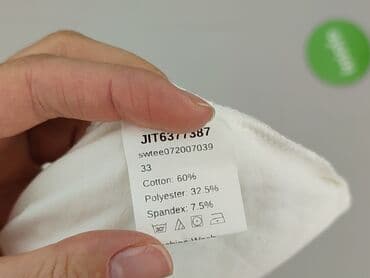 JIT6377387
swtee072007039
33
Cotton: 60%
Polyester: 32.5%
Spandex: 7.5%